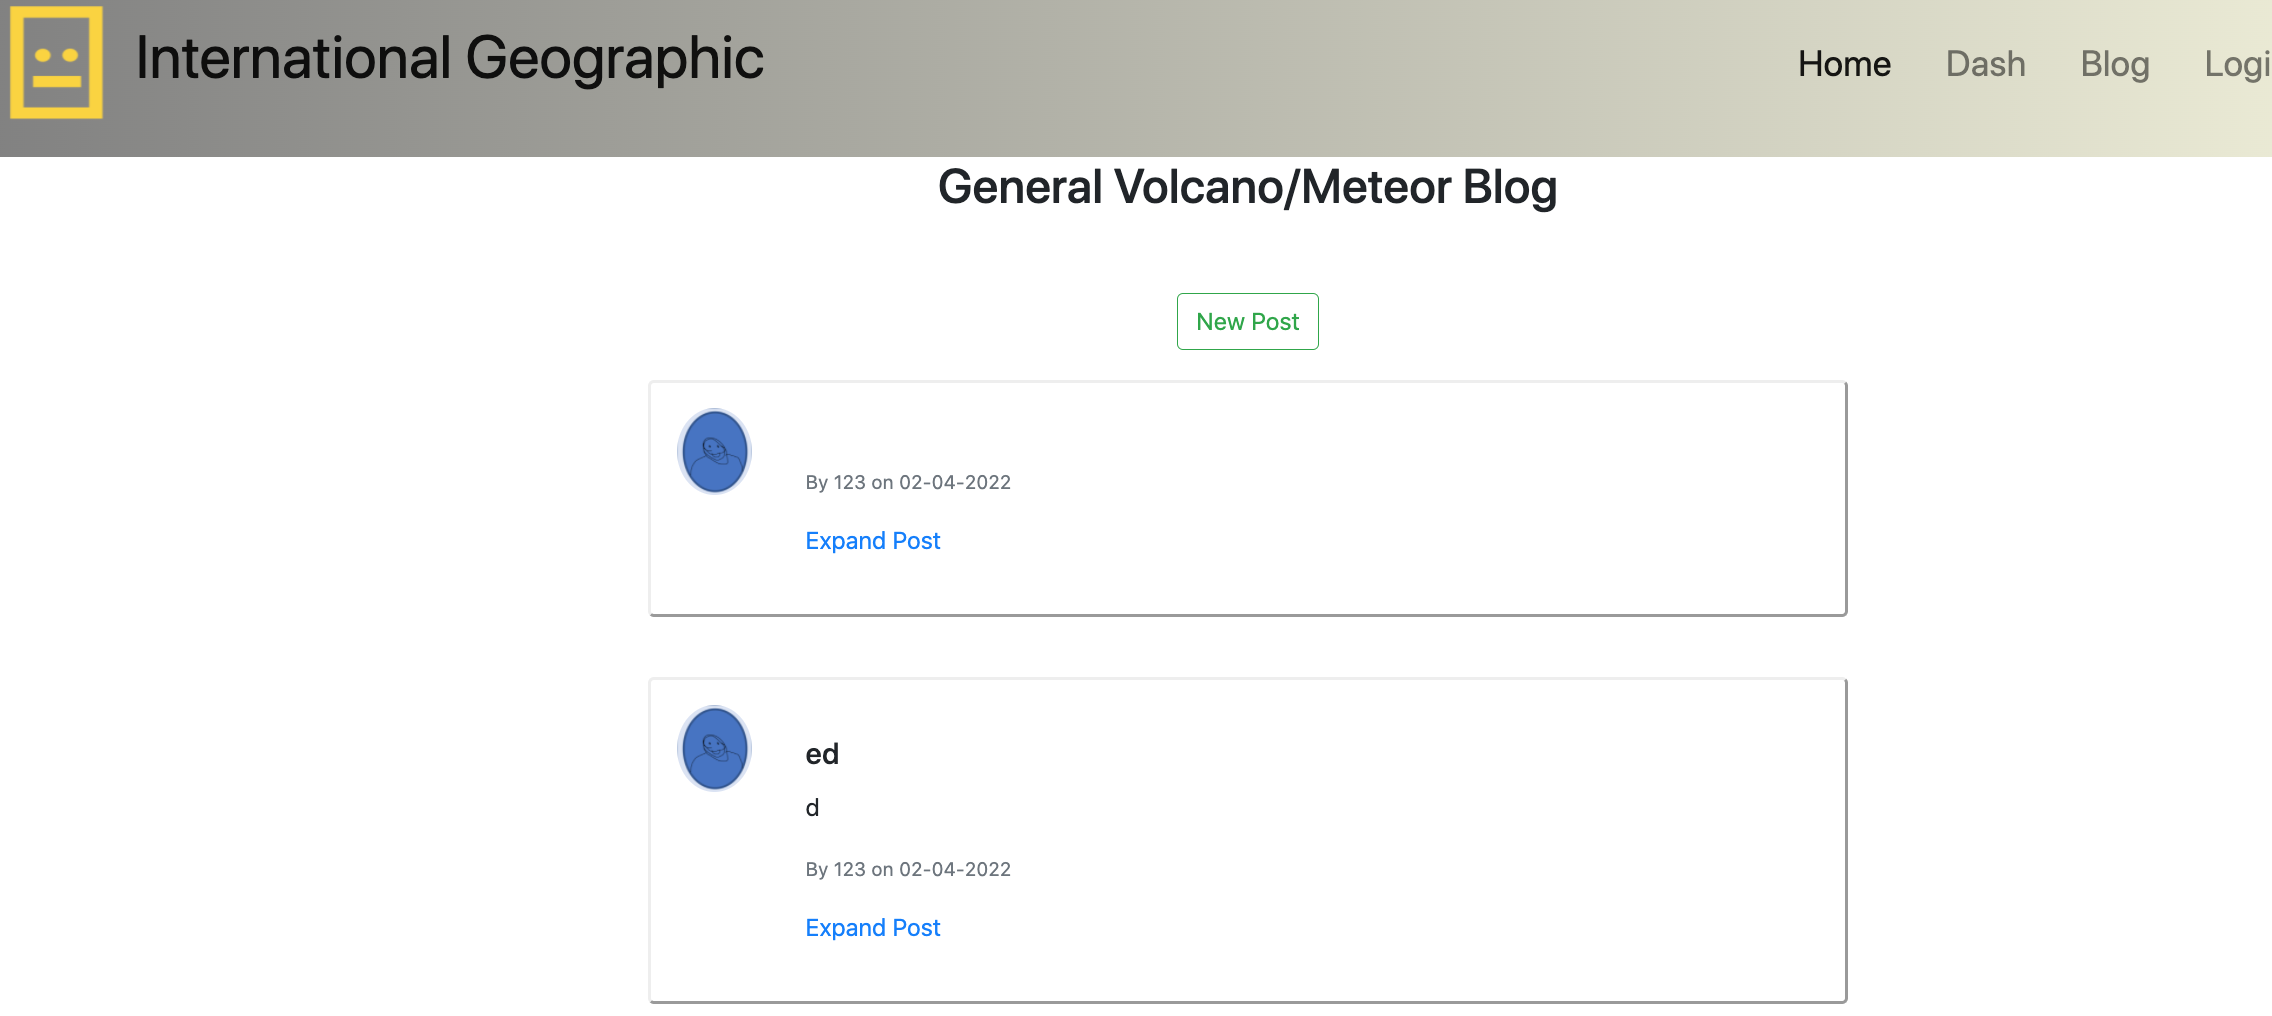 International Geographic
Home Dash Blog Logi
General Volcano/Meteor Blog
New Post
By 123 on 02-04-2022
Expand Post
ed
d
By 123 on 02-04-2022
Expand Post